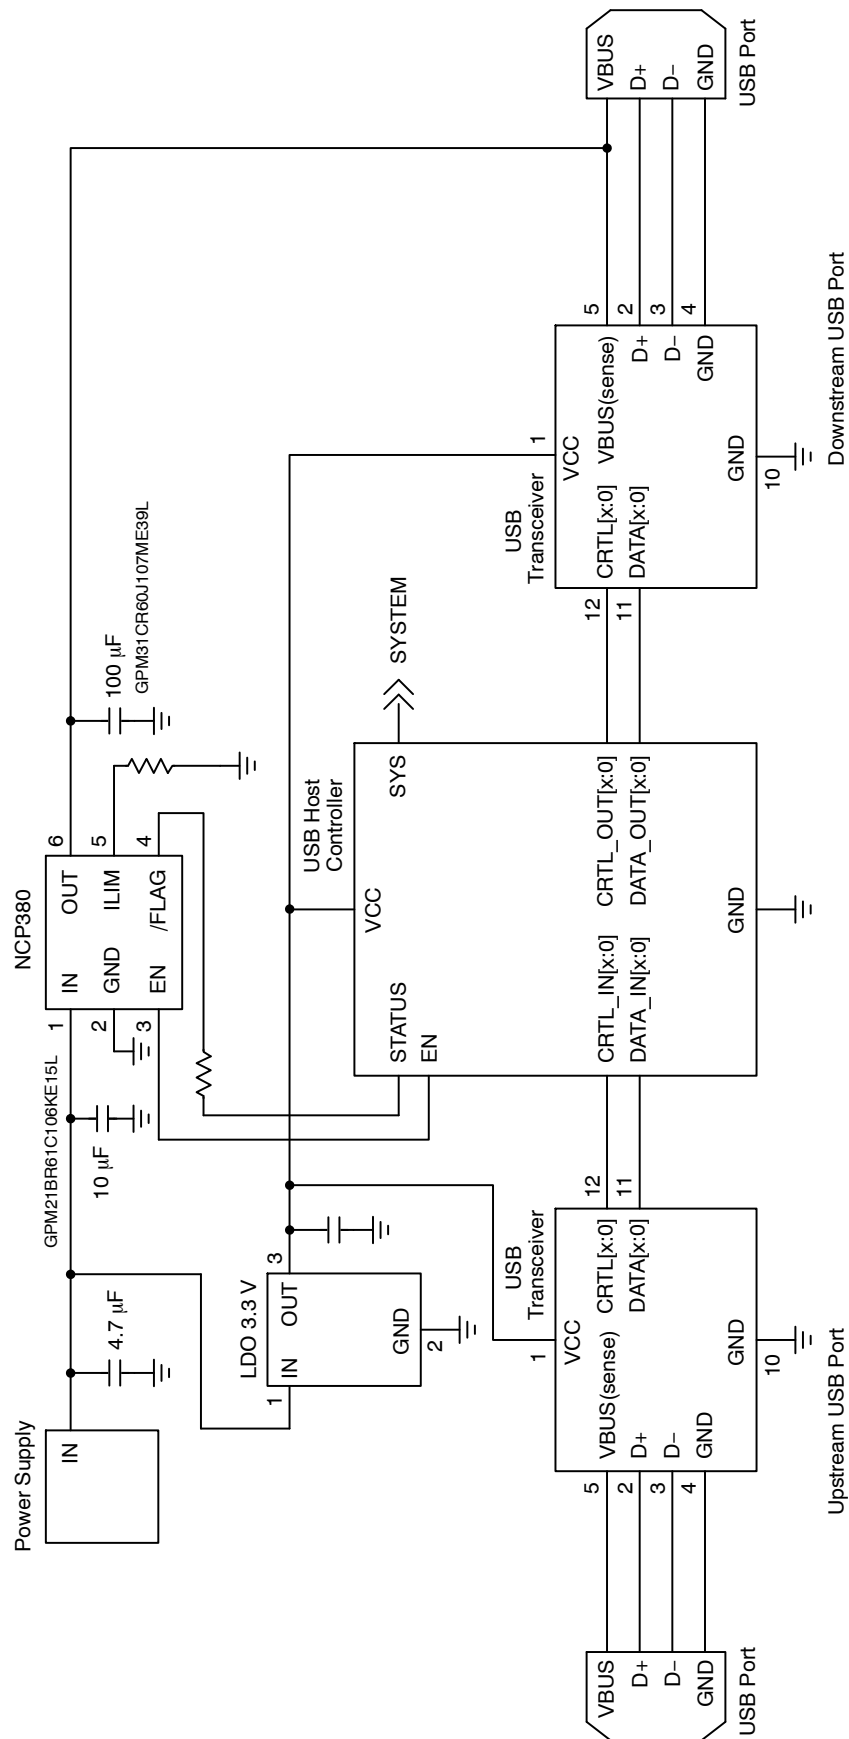 Power Supply
IN
4.7 µF
GPM21BR61C106KE15L
10 µF
NCP380
1
IN
OUT
6
2
GND
ILIM
5
3
EN
/FLAG
4
100 µF
GPM31CR60J107ME39L
LDO 3.3 V
1
IN
OUT
3
GND
2
USB Host
Controller
VCC
STATUS
EN
SYS
SYSTEM
CRTL_IN[x:0]
CRTL_OUT[x:0]
DATA_IN[x:0]
DATA_OUT[x:0]
GND
USB
Transceiver
1
VCC
5
VBUS(sense)
CRTL[x:0]
12
2
D+
DATA[x:0]
11
3
D−
4
GND
GND
10
VBUS
D+
D−
GND
USB Port
Upstream USB Port
USB
Transceiver
1
VCC
12
CRTL[x:0]
VBUS(sense)
5
11
DATA[x:0]
D+
2
D−
3
GND
4
GND
10
VBUS
D+
D−
GND
USB Port
Downstream USB Port